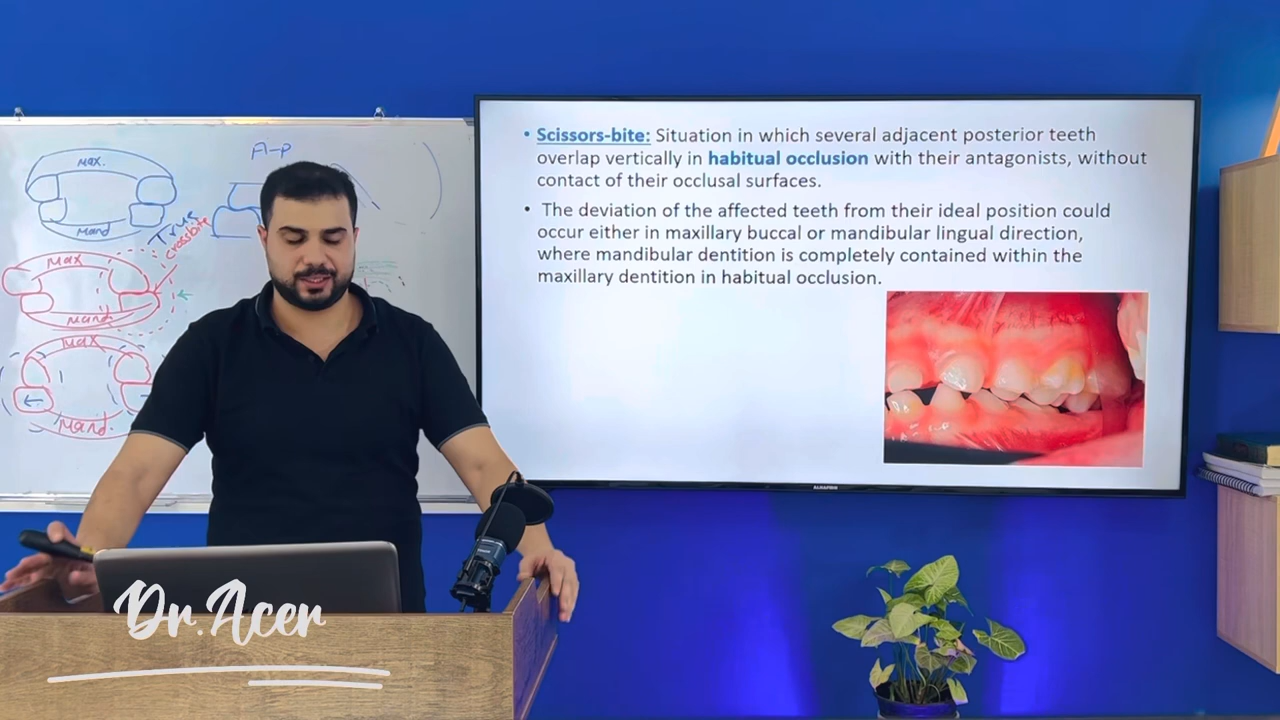 Max.
Mand
A-P
True
crossbite
Max
Mand.
Max
Mand.
• Scissors-bite: Situation in which several adjacent posterior teeth
overlap vertically in habitual occlusion with their antagonists, without
contact of their occlusal surfaces.
• The deviation of the affected teeth from their ideal position could
occur either in maxillary buccal or mandibular lingual direction,
where mandibular dentition is completely contained within the
maxillary dentition in habitual occlusion.
Dr.Acer